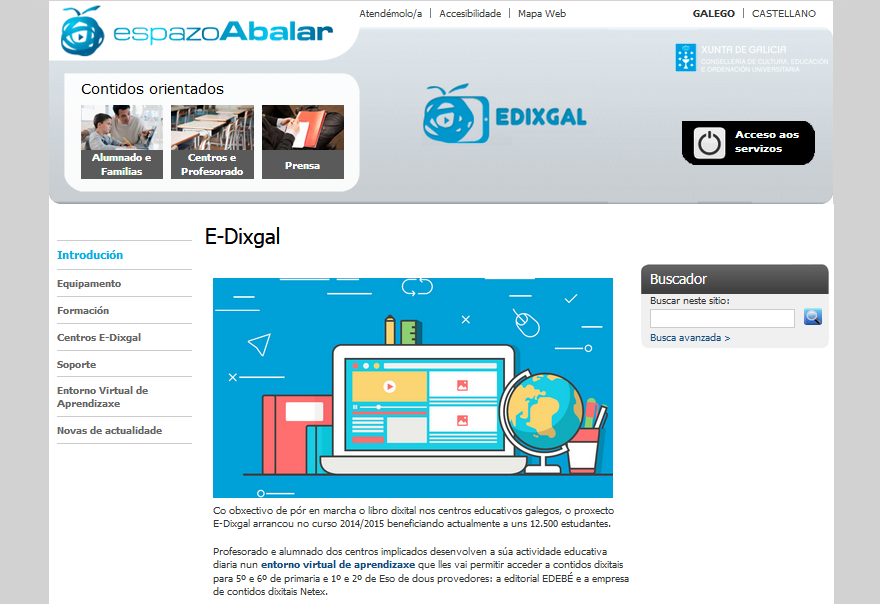 Atendémolo/a | Accesibilidade | Mapa Web
GALEGO | CASTELLANO
espazoAbalar
XUNTA DE GALICIA
CONSELLERÍA DE CULTURA, EDUCACIÓN
E ORDENACIÓN UNIVERSITARIA
Contidos orientados
Alumnado e
Familias
Centros e
Profesorado
Prensa
EDIXGAL
Acceso aos
servizos
E-Dixgal
Introdución
Equipamento
Formación
Centros E-Dixgal
Soporte
Entorno Virtual de
Aprendizaxe
Novas de actualidade
Buscador
Buscar neste sitio:
Busca avanzada >
Co obxectivo de pór en marcha o libro dixital nos centros educativos galegos, o proxecto
E-Dixgal arrancou no curso 2014/2015 beneficiando actualmente a uns 12.500 estudantes.
Profesorado e alumnado dos centros implicados desenvolven a súa actividade educativa
diaria nun entorno virtual de aprendizaxe que lles vai permitir acceder a contidos dixitais
para 5º e 6º de primaria e 1º e 2º de Eso de dous provedores: a editorial EDEBÉ e a empresa
de contidos dixitais Netex.